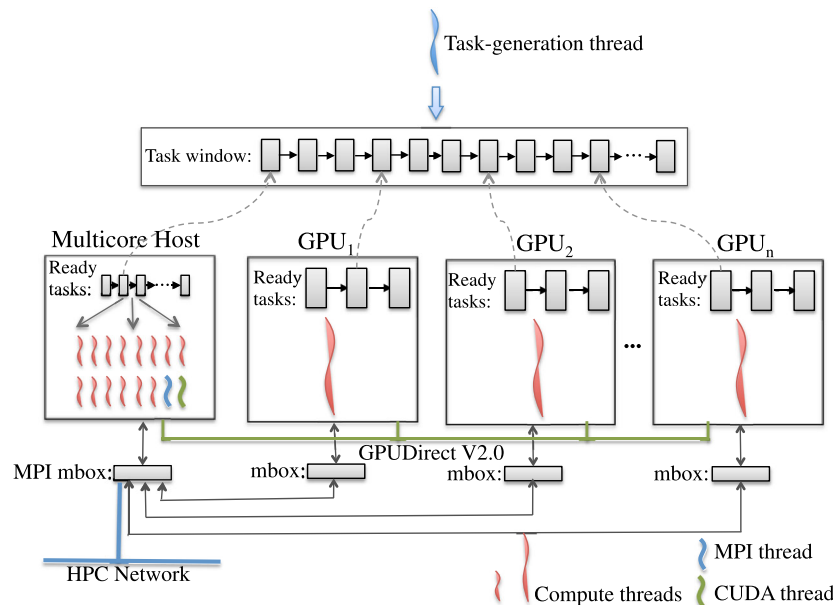 Task-generation thread
Task window:
...
Multicore Host
GPU1
GPU2
GPUn
Ready
tasks:
...
Ready
tasks:
Ready
tasks:
Ready
tasks:
...
GPUDirect V2.0
MPI mbox:
mbox:
mbox:
mbox:
HPC Network
MPI thread
Compute threads
CUDA thread